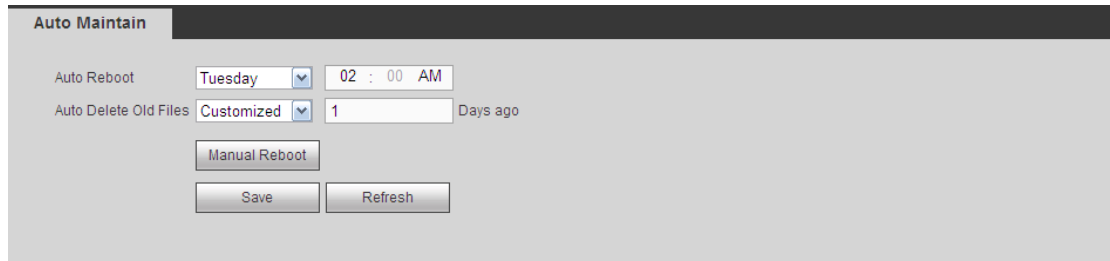 Auto Maintain
Auto Reboot Tuesday 02 : 00 AM
Auto Delete Old Files Customized 1 Days ago
Manual Reboot
Save Refresh